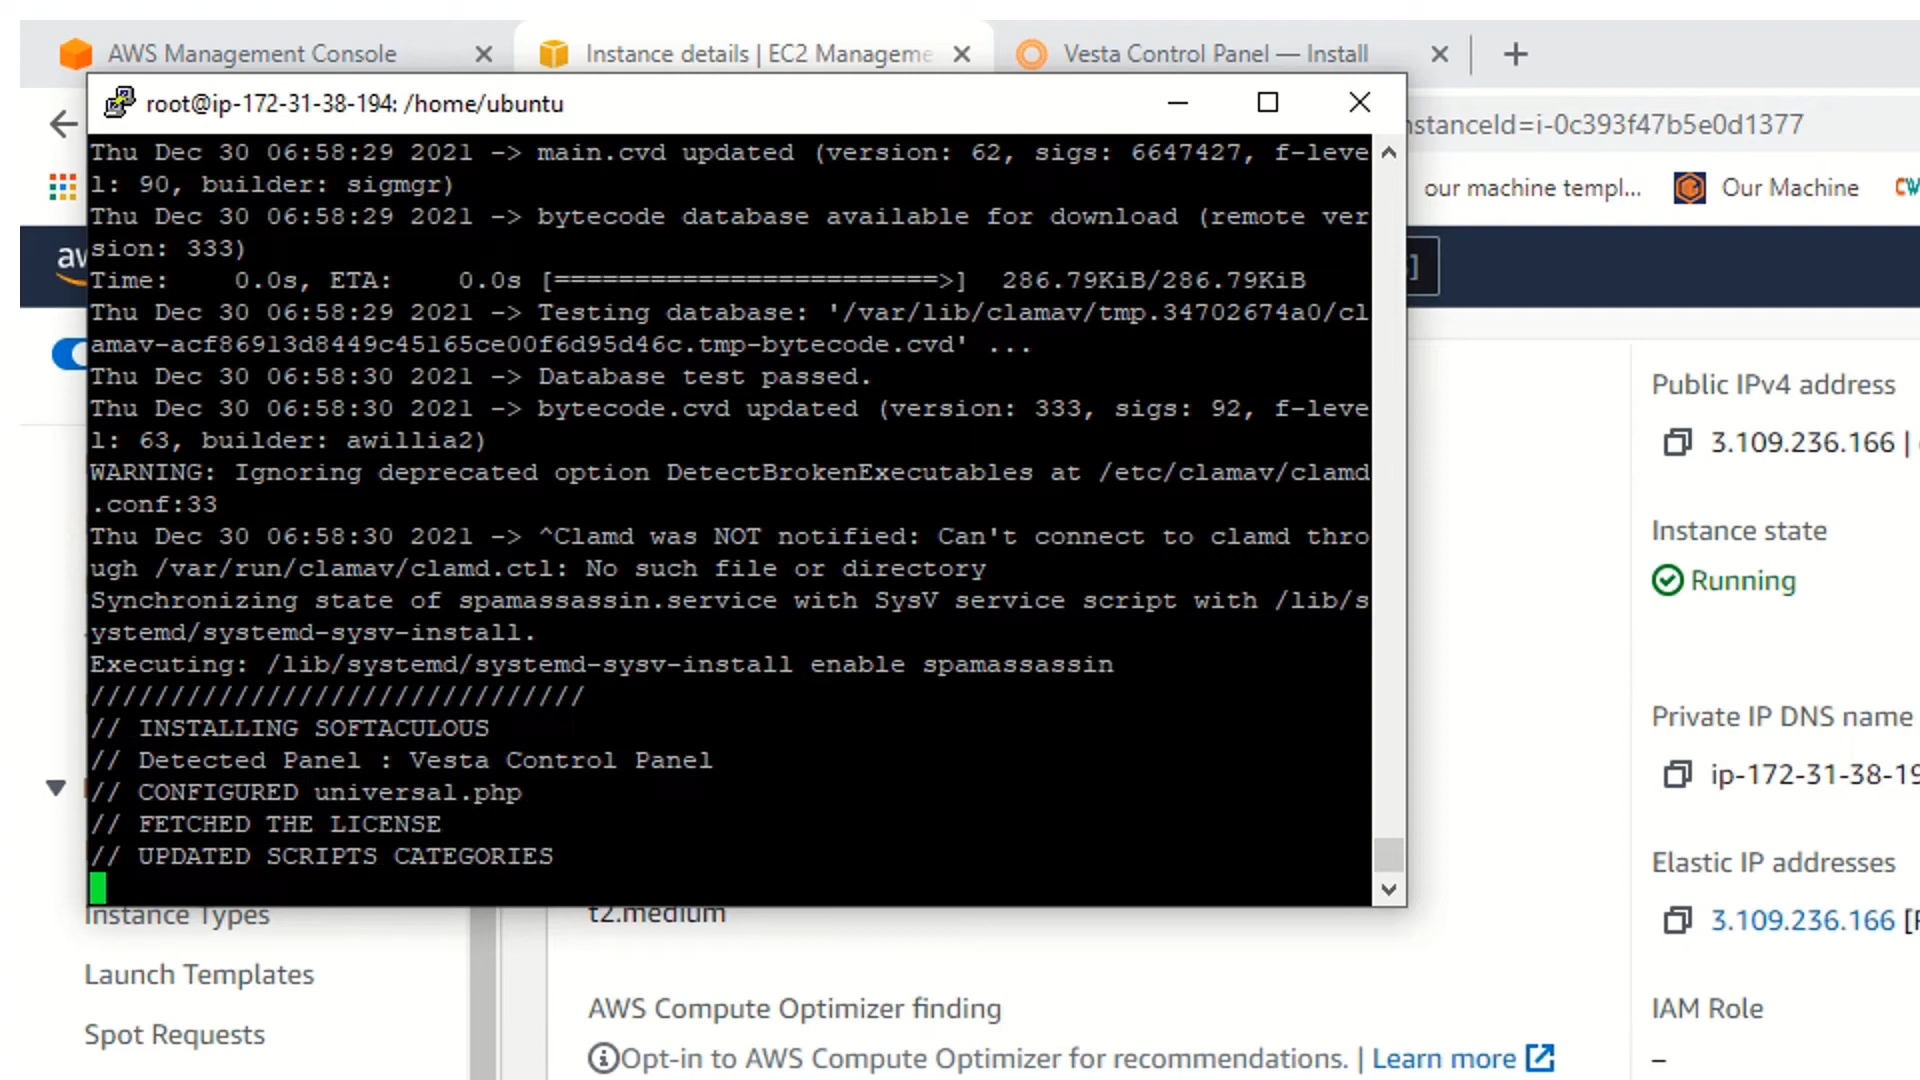 AWS Management Console
Instance details | EC2 Manageme
Vesta Control Panel — Install
root@ip-172-31-38-194: /home/ubuntu
nstanceId=i-0c393f47b5e0d1377
our machine templ...
Our Machine
CW
aw
Thu Dec 30 06:58:29 2021 -> main.cvd updated (version: 62, sigs: 6647427, f-leve
l: 90, builder: sigmgr)
Thu Dec 30 06:58:29 2021 -> bytecode database available for download (remote ver
sion: 333)
Time:    0.0s, ETA:    0.0s [========================>]  286.79KiB/286.79KiB
Thu Dec 30 06:58:29 2021 -> Testing database: '/var/lib/clamav/tmp.34702674a0/cl
amav-acf86913d8449c45165ce00f6d95d46c.tmp-bytecode.cvd' ...
Thu Dec 30 06:58:30 2021 -> Database test passed.
Thu Dec 30 06:58:30 2021 -> bytecode.cvd updated (version: 333, sigs: 92, f-leve
l: 63, builder: awillia2)
WARNING: Ignoring deprecated option DetectBrokenExecutables at /etc/clamav/clamd
.conf:33
Thu Dec 30 06:58:30 2021 -> ^Clamd was NOT notified: Can't connect to clamd thro
ugh /var/run/clamav/clamd.ctl: No such file or directory
Synchronizing state of spamassassin.service with SysV service script with /lib/s
ystemd/systemd-sysv-install.
Executing: /lib/systemd/systemd-sysv-install enable spamassassin
///////////////////////////////
// INSTALLING SOFTACULOUS
// Detected Panel : Vesta Control Panel
// CONFIGURED universal.php
// FETCHED THE LICENSE
// UPDATED SCRIPTS CATEGORIES
Public IPv4 address
3.109.236.166 |
Instance state
Running
Private IP DNS name
ip-172-31-38-19
Elastic IP addresses
3.109.236.166 [P
IAM Role
–
Instance Types
Launch Templates
Spot Requests
t2.medium
AWS Compute Optimizer finding
Opt-in to AWS Compute Optimizer for recommendations. | Learn more